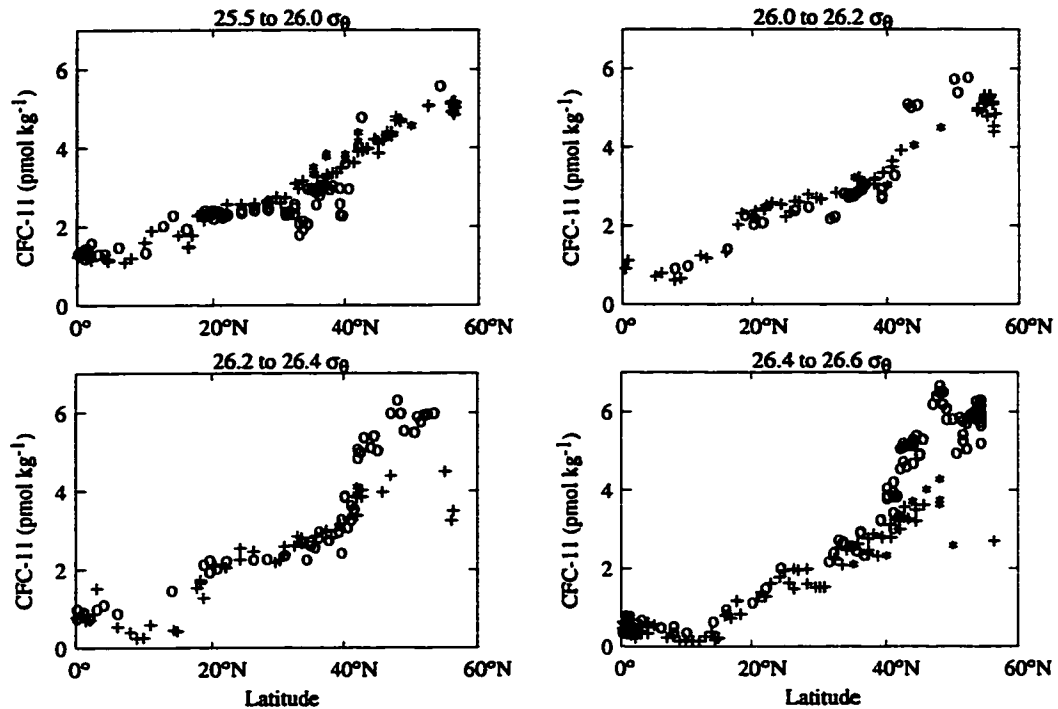 25.5 to 26.0 σθ
CFC-11 (pmol kg-1)
6
4
2
0
0°
20°N
40°N
60°N
26.0 to 26.2 σθ
CFC-11 (pmol kg-1)
6
4
2
0
0°
20°N
40°N
60°N
26.2 to 26.4 σθ
CFC-11 (pmol kg-1)
6
4
2
0
0°
20°N
40°N
60°N
Latitude
26.4 to 26.6 σθ
CFC-11 (pmol kg-1)
6
4
2
0
0°
20°N
40°N
60°N
Latitude